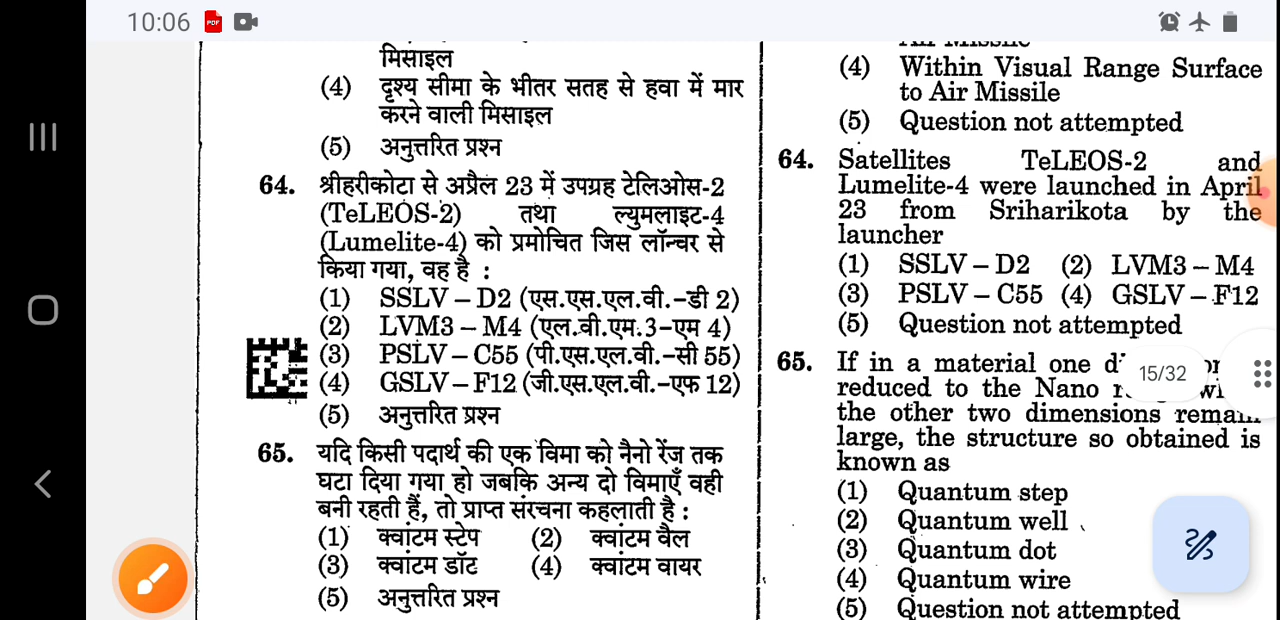 10:06
मिसाइल
(4) दृश्य सीमा के भीतर सतह से हवा में मार
करने वाली मिसाइल
(5) अनुत्तरित प्रश्न
64. श्रीहरीकोटा से अप्रैल 23 में उपग्रह टेलिओस-2
(TeLEOS-2) तथा ल्युमलाइट-4
(Lumelite-4) को प्रमोचित जिस लॉन्चर से
किया गया, वह है :
(1) SSLV – D2 (एस.एस.एल.वी.-डी 2)
(2) LVM3 – M4 (एल.वी.एम.3-एम 4)
(3) PSLV – C55 (पी.एस.एल.वी.-सी 55)
(4) GSLV – F12 (जी.एस.एल.वी.-एफ 12)
(5) अनुत्तरित प्रश्न
65. यदि किसी पदार्थ की एक विमा को नैनो रेंज तक
घटा दिया गया हो जबकि अन्य दो विमाएँ वही
बनी रहती हैं, तो प्राप्त संरचना कहलाती है :
(1) क्वांटम स्टेप (2) क्वांटम वैल
(3) क्वांटम डॉट (4) क्वांटम वायर
(5) अनुत्तरित प्रश्न
Air Missile
(4) Within Visual Range Surface
to Air Missile
(5) Question not attempted
64. Satellites TeLEOS-2 and
Lumelite-4 were launched in April
23 from Sriharikota by the
launcher
(1) SSLV – D2 (2) LVM3 – M4
(3) PSLV – C55 (4) GSLV – F12
(5) Question not attempted
65. If in a material one
reduced to the Nano
the other two dimensions remain
large, the structure so obtained is
known as
(1) Quantum step
(2) Quantum well
(3) Quantum dot
(4) Quantum wire
(5) Question not attempted
15/32